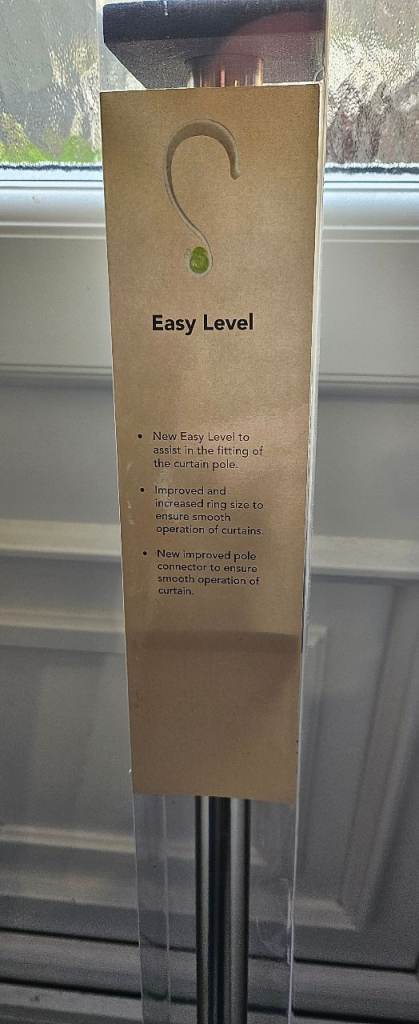 Easy Level
• New Easy Level to
assist in the fitting of
the curtain pole.
• Improved and
increased ring size to
ensure smooth
operation of curtains.
• New improved pole
connector to ensure
smooth operation of
curtain.